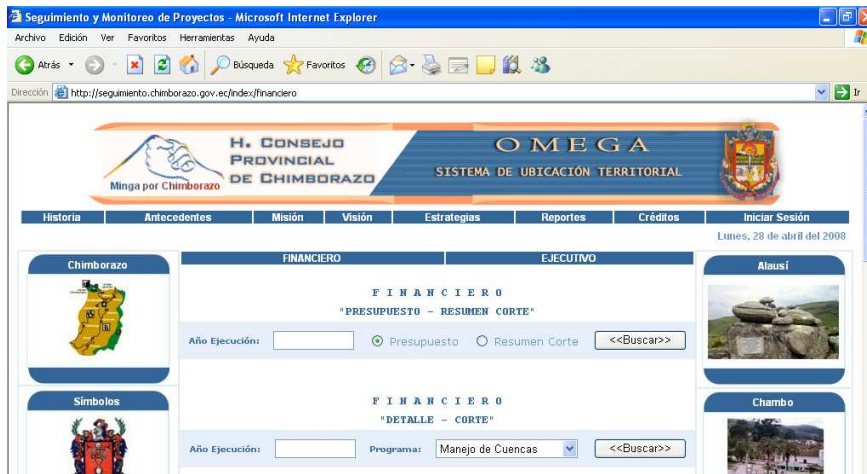 Seguimiento y Monitoreo de Proyectos - Microsoft Internet Explorer
Archivo Edición Ver Favoritos Herramientas Ayuda
Atrás Búsqueda Favoritos
Dirección http://seguimiento.chimborazo.gov.ec/index/financiero Ir
H. CONSEJO
PROVINCIAL
DE CHIMBORAZO
Minga por Chimborazo
OMEGA
SISTEMA DE UBICACIÓN TERRITORIAL
Historia Antecedentes Misión Visión Estrategias Reportes Créditos Iniciar Sesión
Lunes, 28 de abril del 2008
Chimborazo
FINANCIERO EJECUTIVO
Alausí
FINANCIERO
"PRESUPUESTO - RESUMEN CORTE"
Año Ejecución: Presupuesto Resumen Corte <<Buscar>>
Símbolos
FINANCIERO
Chambo
"DETALLE - CORTE"
Año Ejecución: Programa: Manejo de Cuencas <<Buscar>>